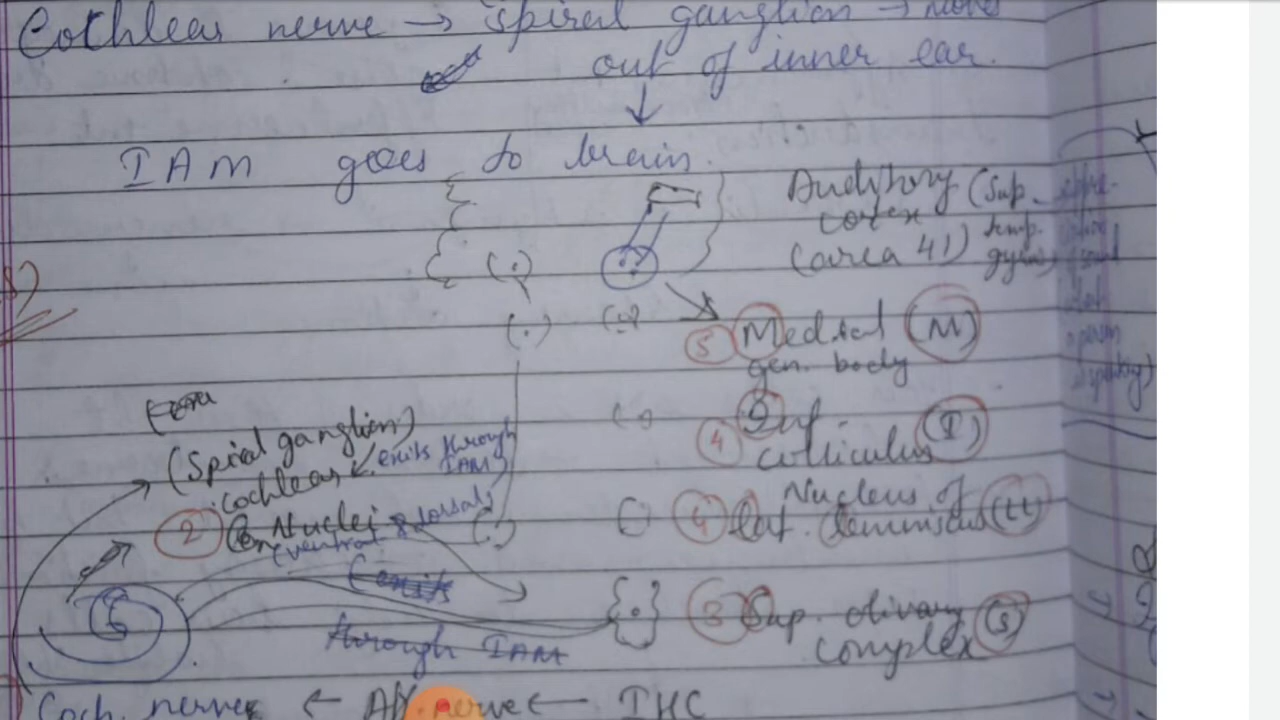 Cochlear nerve → spiral ganglion → moves
out of inner ear.
↓
IAM goes to brain.
Auditory (Sup.
cortex temp.
(area 41) gyrus)
5 Medial (M)
gen. body
4 Inf. (I)
colliculus
Nucleus of
4 lat. lemniscus (LL)
3 Sup. olivary (S)
complex
(Spiral ganglion)
exits through
IAM)
cochlear
2 Nuclei
(ventral & dorsal)
(exits
through IAM
Coch. nerve ← Aff. nerve ← IHC